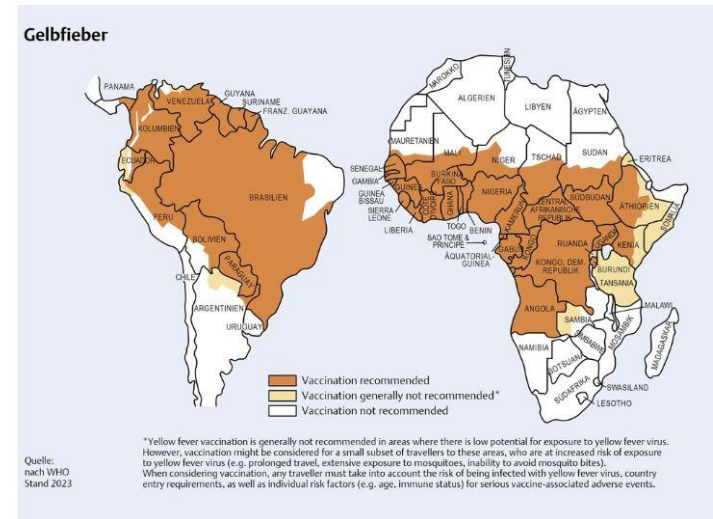 Gelbfieber
PANAMA
VENEZUELA
GUYANA
SURINAME
FRANZ. GUAYANA
KOLUMBIEN
ECUADOR
BRASILIEN
PERU
BOLIVIEN
PARAGUAY
CHILE
ARGENTINIEN
URUGUAY
MAROKKO
TUNESIEN
ALGERIEN
LIBYEN
ÄGYPTEN
MAURETANIEN
MALI
NIGER
TSCHAD
SUDAN
ERITREA
SENEGAL
GAMBIA
GUINEA
BISSAU
GUINEA
SIERRA
LEONE
LIBERIA
BURKINA
FASO
CÔTE
D'IVOIRE
GHANA
TOGO
BENIN
NIGERIA
KAMERUN
ZENTRAL
AFRIKANISCHE
REPUBLIK
SÜDSUDAN
ÄTHIOPIEN
SOMALIA
SAO TOME &
PRINCIPE
ÄQUATORIAL-
GUINEA
GABUN
KONGO
KONGO, DEM.
REPUBLIK
RUANDA
UGANDA
KENIA
BURUNDI
TANSANIA
ANGOLA
SAMBIA
MALAWI
MOSAMBIK
SIMBABWE
MADAGASKAR
NAMIBIA
BOTSUANA
SÜDAFRIKA
SWASILAND
LESOTHO
Vaccination recommended
Vaccination generally not recommended*
Vaccination not recommended
Quelle:
nach WHO
Stand 2023
*Yellow fever vaccination is generally not recommended in areas where there is low potential for exposure to yellow fever virus.
However, vaccination might be considered for a small subset of travellers to these areas, who are at increased risk of exposure
to yellow fever virus (e.g. prolonged travel, extensive exposure to mosquitoes, inability to avoid mosquito bites).
When considering vaccination, any traveller must take into account the risk of being infected with yellow fever virus, country
entry requirements, as well as individual risk factors (e.g. age, immune status) for serious vaccine-associated adverse events.